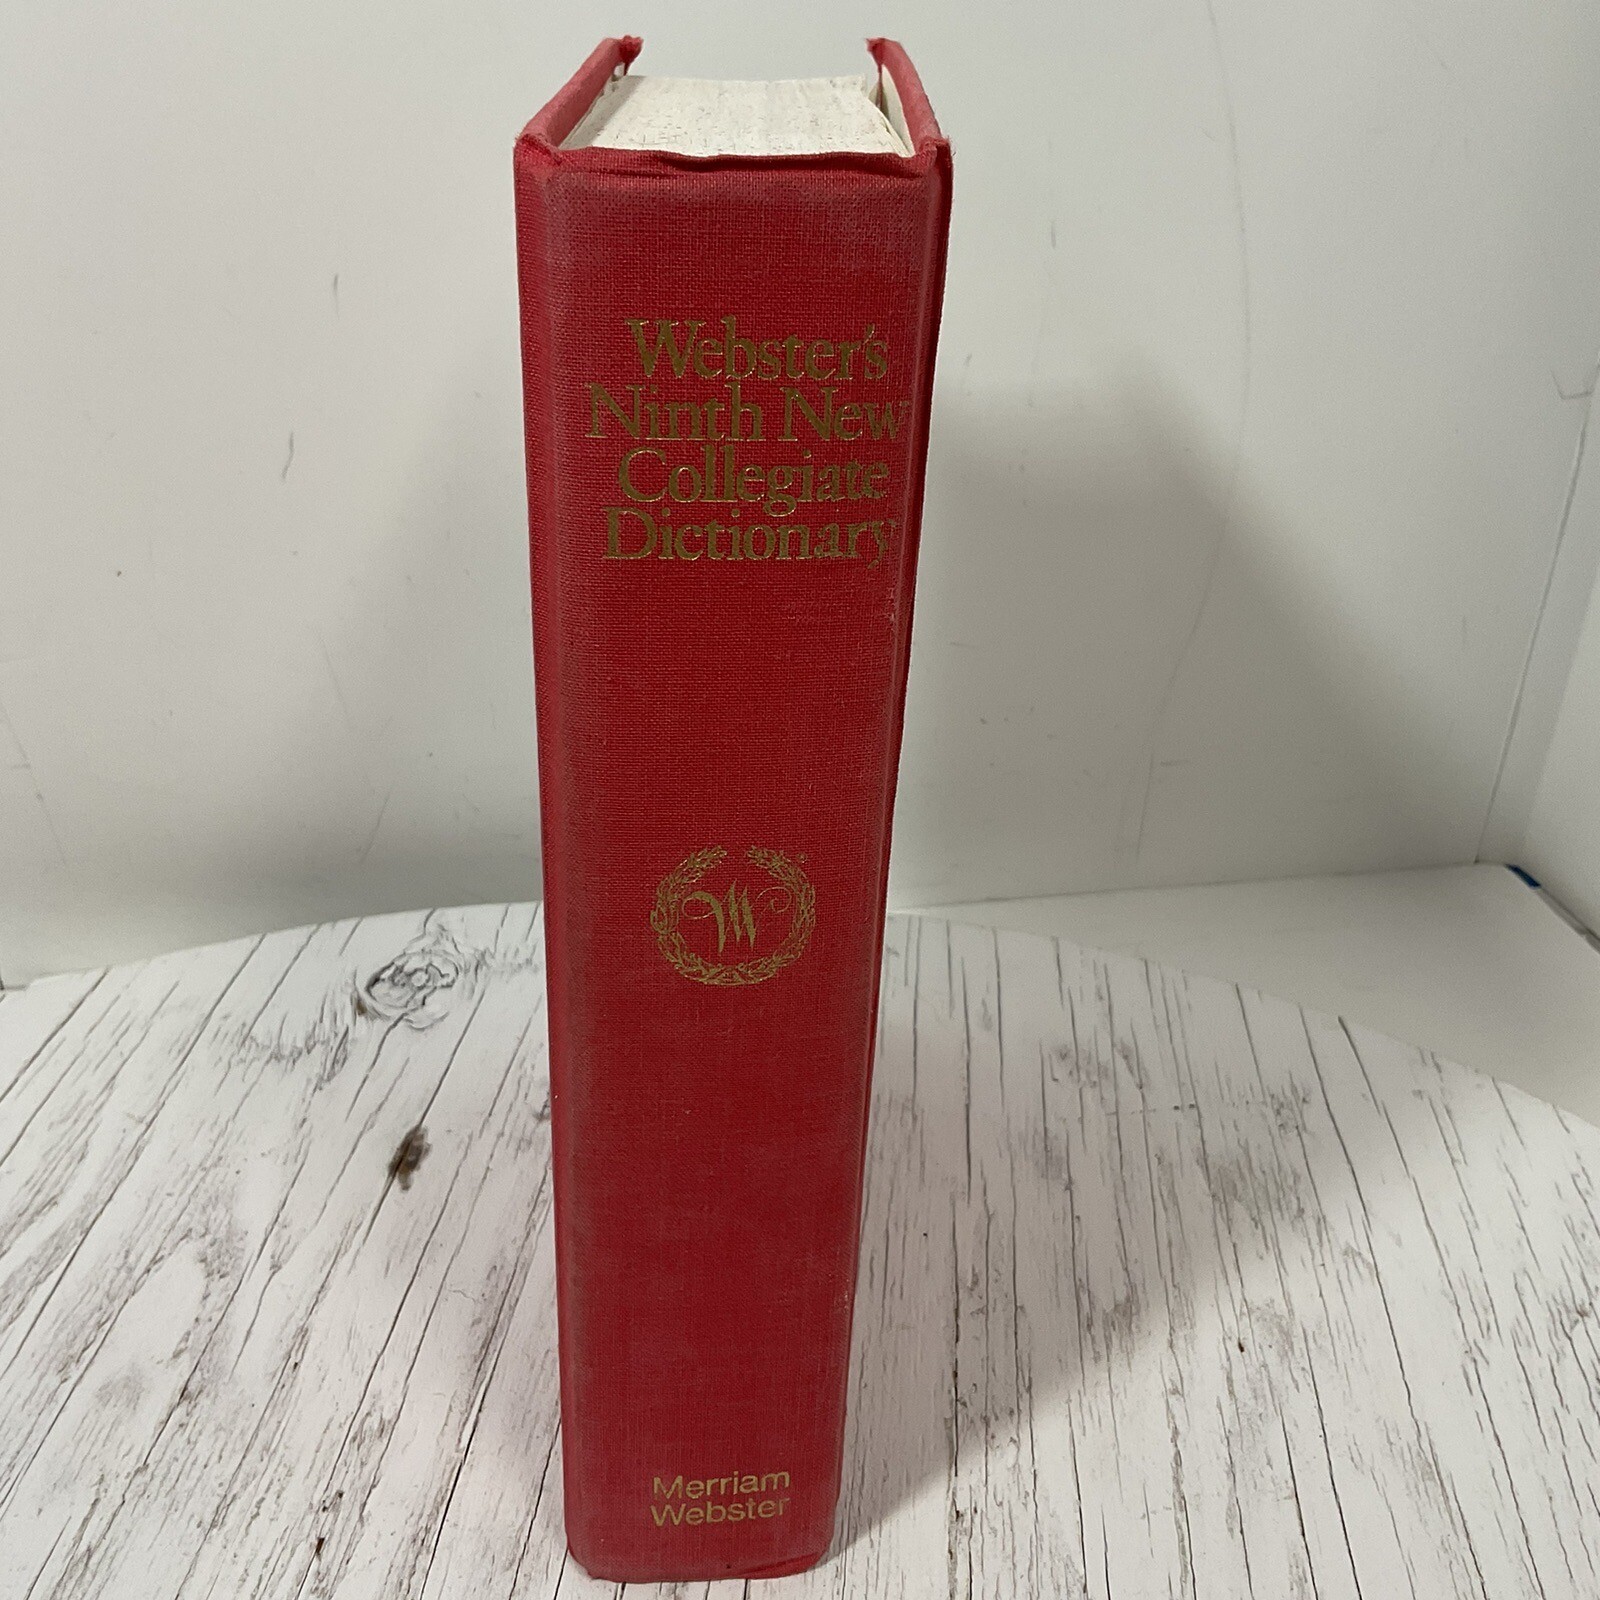 Webster's
Ninth New
Collegiate
Dictionary
W
Merriam
Webster